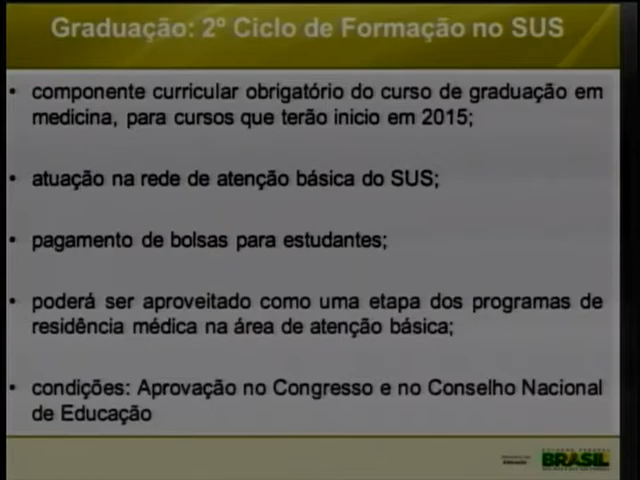 Graduação: 2º Ciclo de Formação no SUS
• componente curricular obrigatório do curso de graduação em
medicina, para cursos que terão inicio em 2015;
• atuação na rede de atenção básica do SUS;
• pagamento de bolsas para estudantes;
• poderá ser aproveitado como uma etapa dos programas de
residência médica na área de atenção básica;
• condições: Aprovação no Congresso e no Conselho Nacional
de Educação
Educação
BRASIL